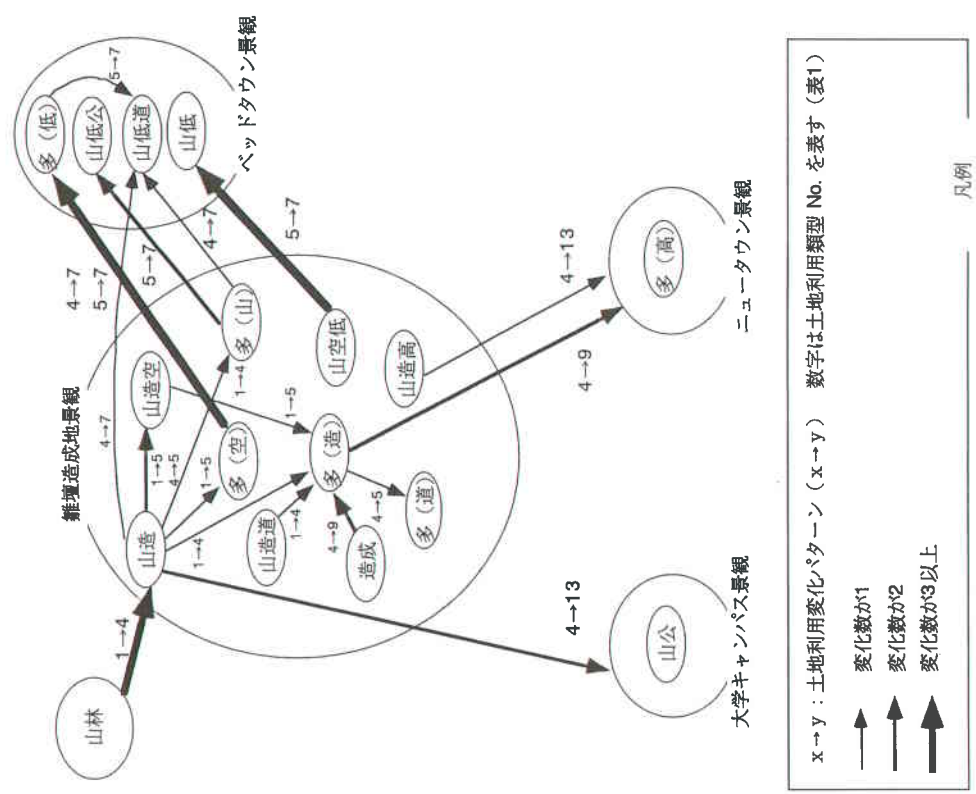 山林
1→4
雛壇造成地景観
山造
1→5
4→5
山造空
4→7
1→5
多（空）
1→4
多（山）
1→4
山造道
1→4
1→5
多（造）
4→9
造成
4→5
多（道）
山空低
山造高
4→7
5→7
5→7
4→7
5→7
多（低）
5→7
山低公
山低道
山低
ベッドタウン景観
4→13
山公
大学キャンパス景観
4→9
4→13
多（高）
ニュータウン景観
x→y：土地利用変化パターン（x→y） 数字は土地利用類型 No. を表す（表1）
変化数が1
変化数が2
変化数が3以上
凡例